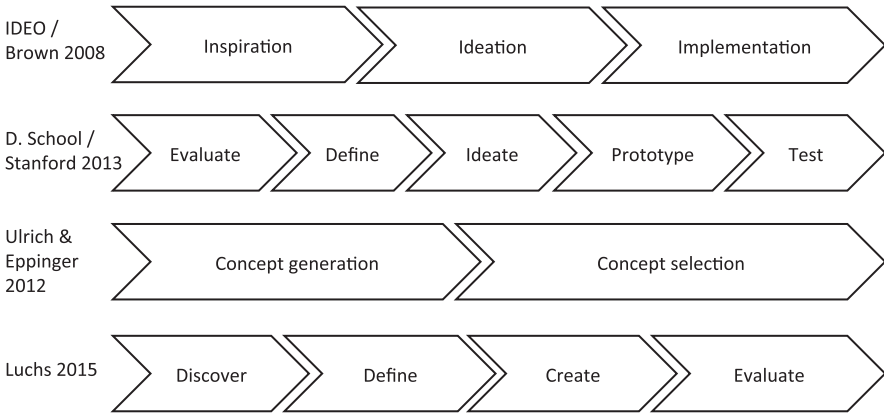 IDEO /
Brown 2008
Inspiration
Ideation
Implementation
D. School /
Stanford 2013
Evaluate
Define
Ideate
Prototype
Test
Ulrich &
Eppinger
2012
Concept generation
Concept selection
Luchs 2015
Discover
Define
Create
Evaluate